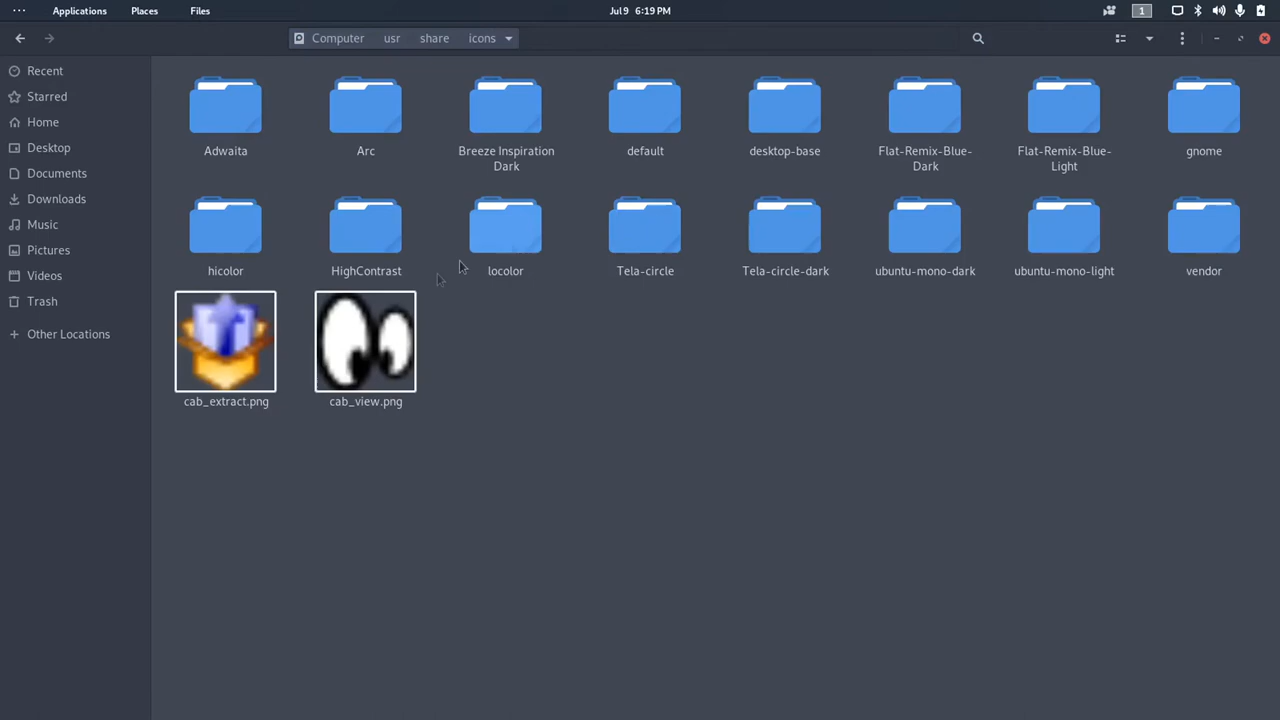 Applications Places Files Jul 9 6:19 PM 1
Computer usr share icons
Recent
Starred
Home
Desktop
Documents
Downloads
Music
Pictures
Videos
Trash
Other Locations
Adwaita
Arc
Breeze Inspiration
Dark
default
desktop-base
Flat-Remix-Blue-
Dark
Flat-Remix-Blue-
Light
gnome
hicolor
HighContrast
locolor
Tela-circle
Tela-circle-dark
ubuntu-mono-dark
ubuntu-mono-light
vendor
cab_extract.png
cab_view.png